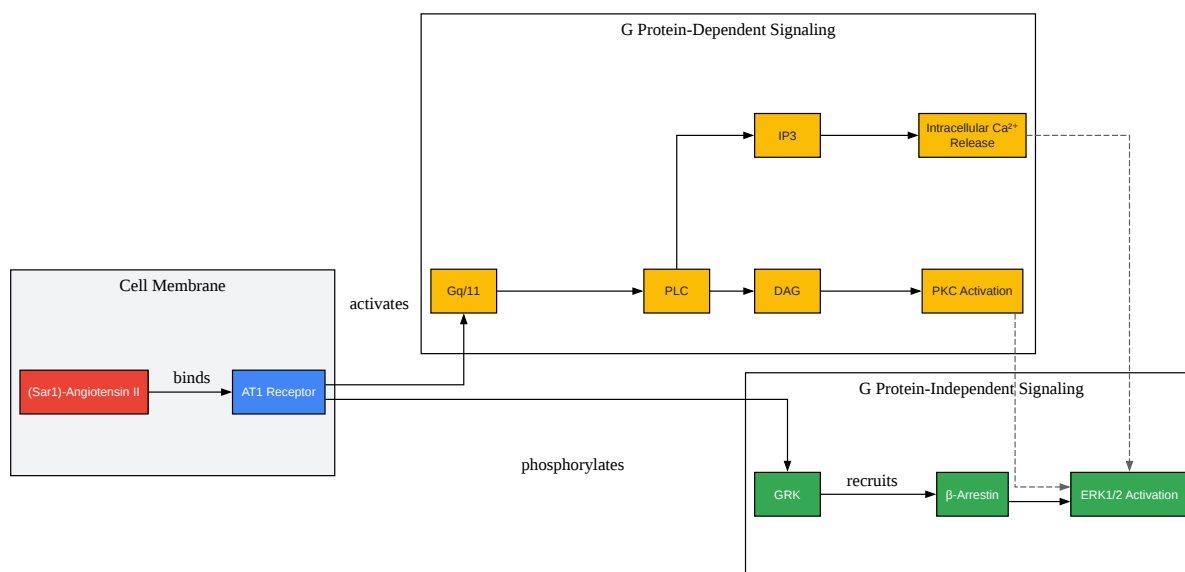 G Protein-Dependent Signaling
IP3
Intracellular Ca²⁺
Release
Cell Membrane
activates
Gq/11
PLC
DAG
PKC Activation
(Sar1)-Angiotensin II
binds
AT1 Receptor
G Protein-Independent Signaling
phosphorylates
GRK
recruits
β-Arrestin
ERK1/2 Activation